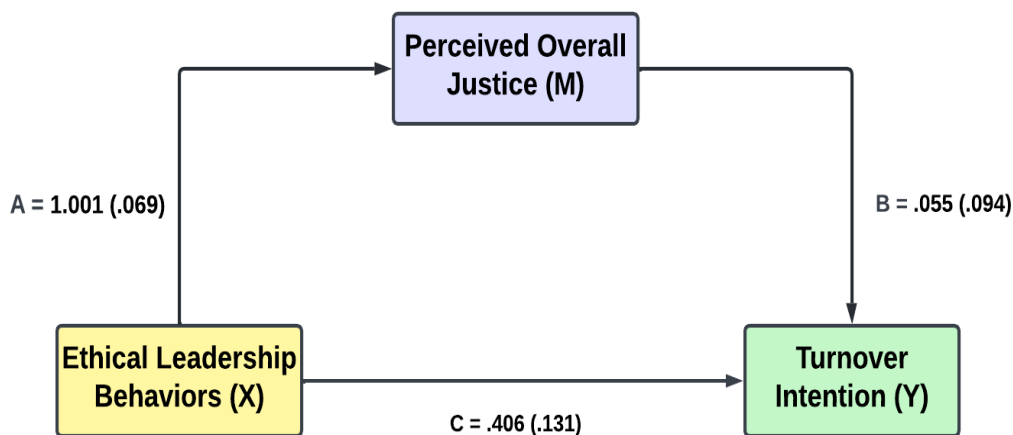 Perceived Overall
Justice (M)
A = 1.001 (.069)
B = .055 (.094)
Ethical Leadership
Behaviors (X)
Turnover
Intention (Y)
C = .406 (.131)